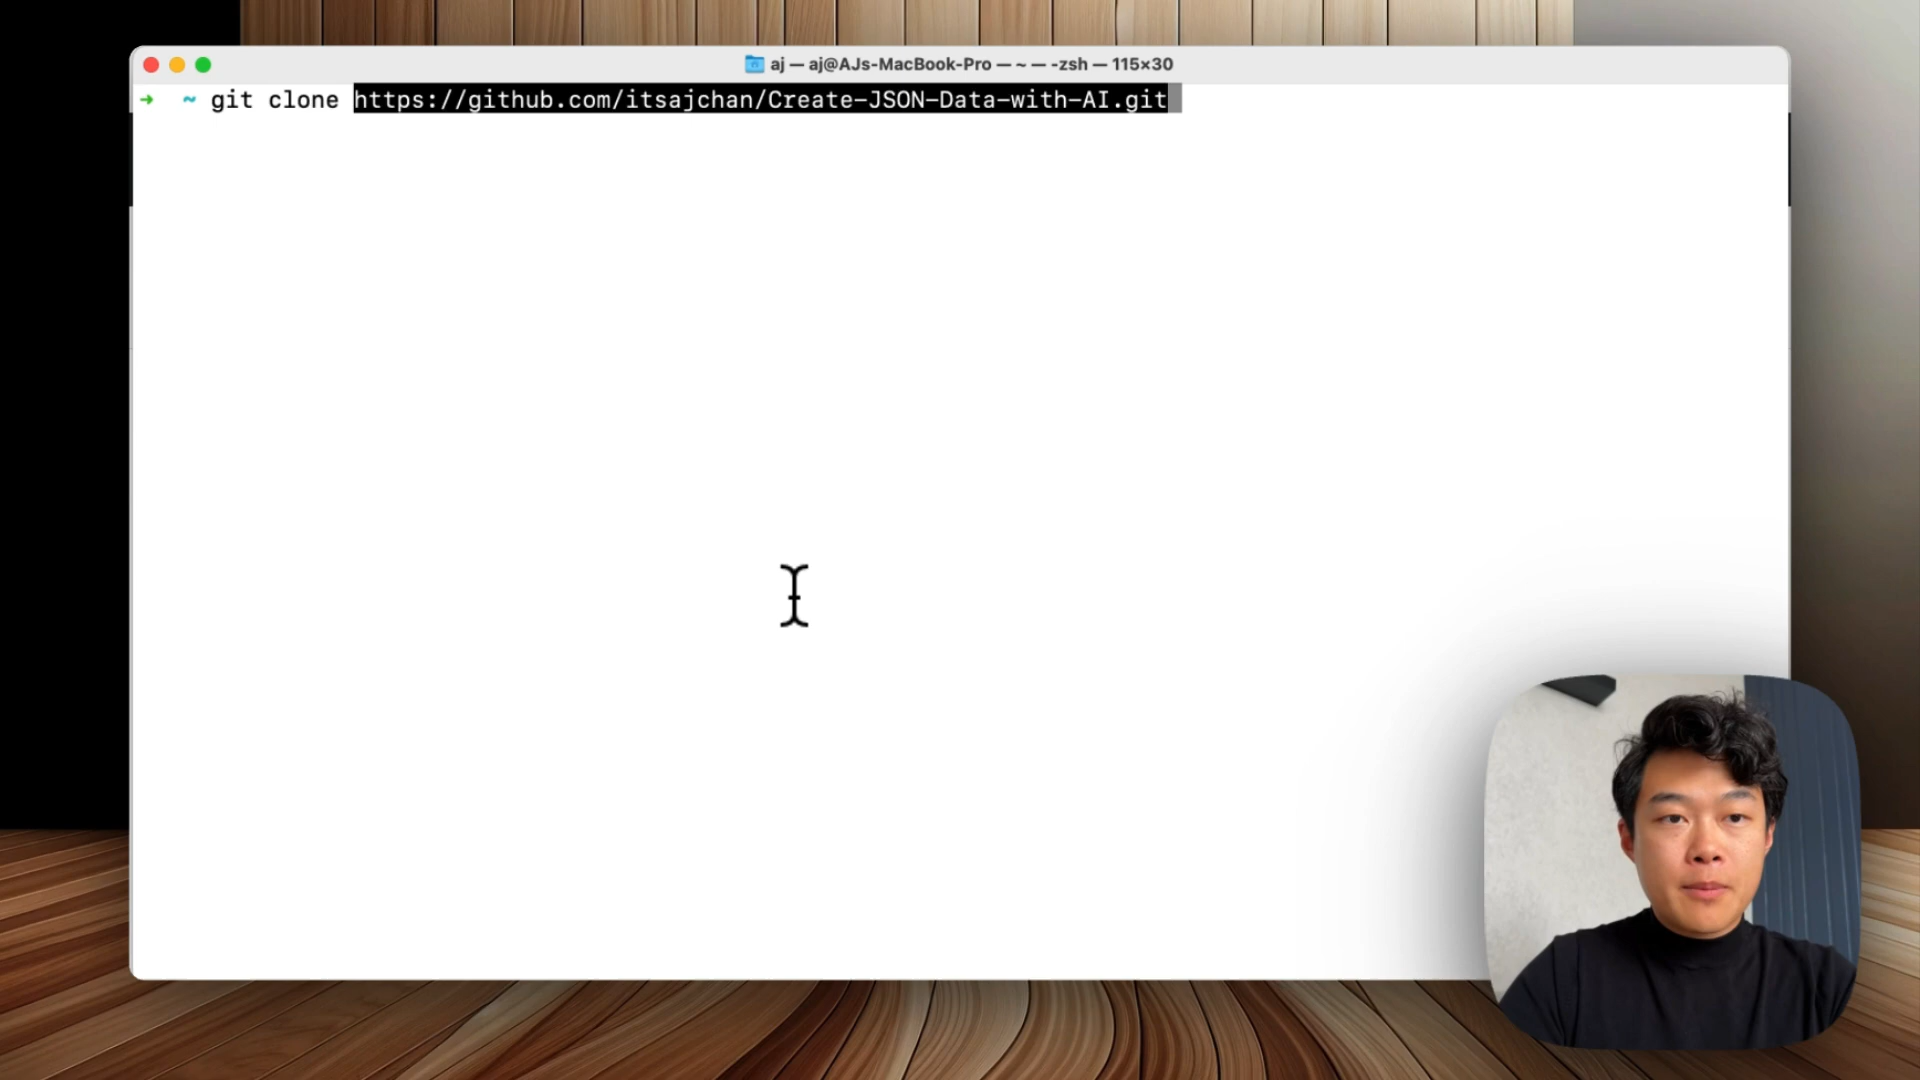 aj — aj@AJs-MacBook-Pro — ~ — -zsh — 115×30
➜ ~ git clone https://github.com/itsajchan/Create-JSON-Data-with-AI.git